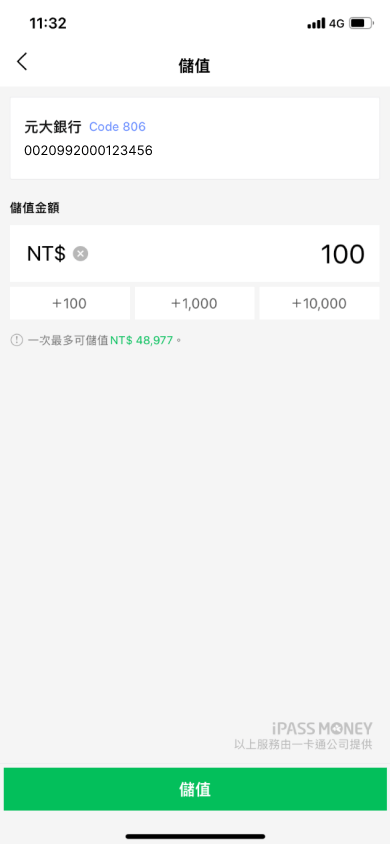 11:32 4G
儲值
元大銀行 Code 806
0020992000123456
儲值金額
NT$ 100
+100 +1,000 +10,000
一次最多可儲值NT$ 48,977。
iPASS MONEY
以上服務由一卡通公司提供
儲值